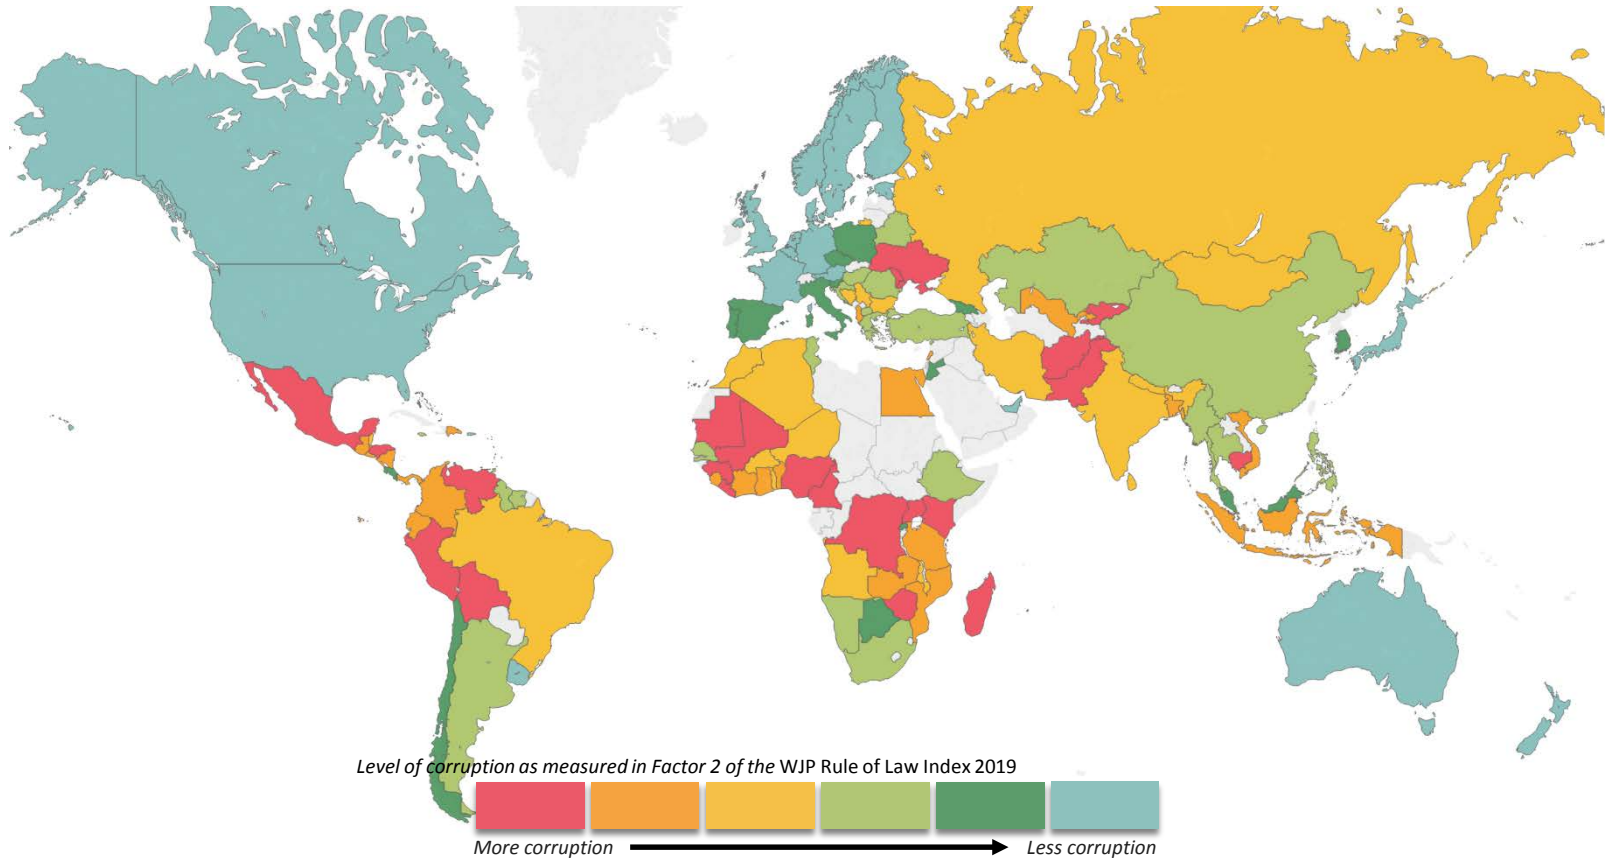 Level of corruption as measured in Factor 2 of the WJP Rule of Law Index 2019
More corruption
Less corruption